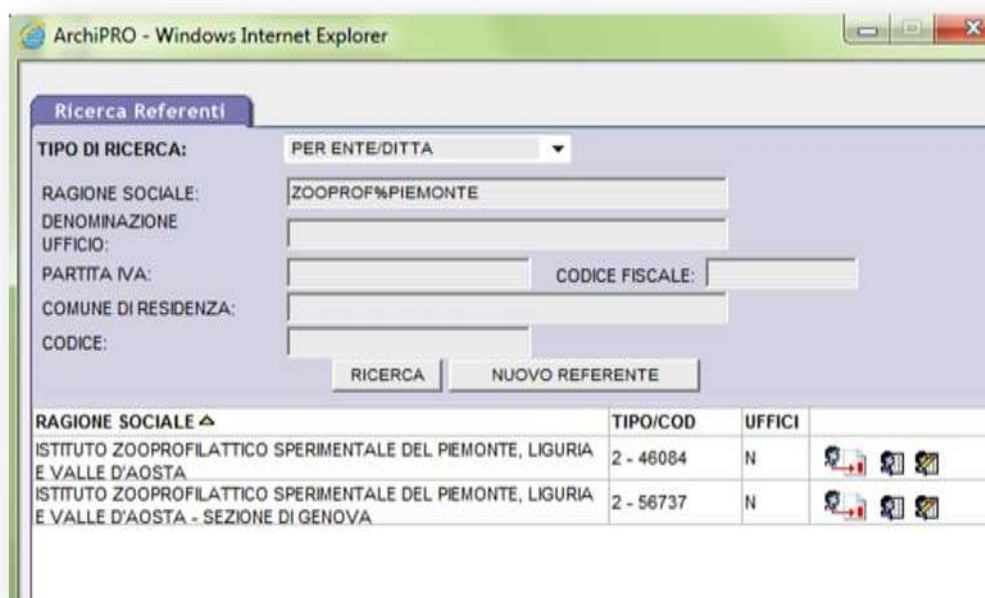 ArchiPRO - Windows Internet Explorer
Ricerca Referenti
TIPO DI RICERCA: PER ENTE/DITTA
RAGIONE SOCIALE: ZOOPROF%PIEMONTE
DENOMINAZIONE
UFFICIO:
PARTITA IVA: CODICE FISCALE:
COMUNE DI RESIDENZA:
CODICE:
RICERCA NUOVO REFERENTE
RAGIONE SOCIALE TIPO/COD UFFICI
ISTITUTO ZOOPROFILATTICO SPERIMENTALE DEL PIEMONTE, LIGURIA
E VALLE D'AOSTA 2 - 46084 N
ISTITUTO ZOOPROFILATTICO SPERIMENTALE DEL PIEMONTE, LIGURIA
E VALLE D'AOSTA - SEZIONE DI GENOVA 2 - 56737 N